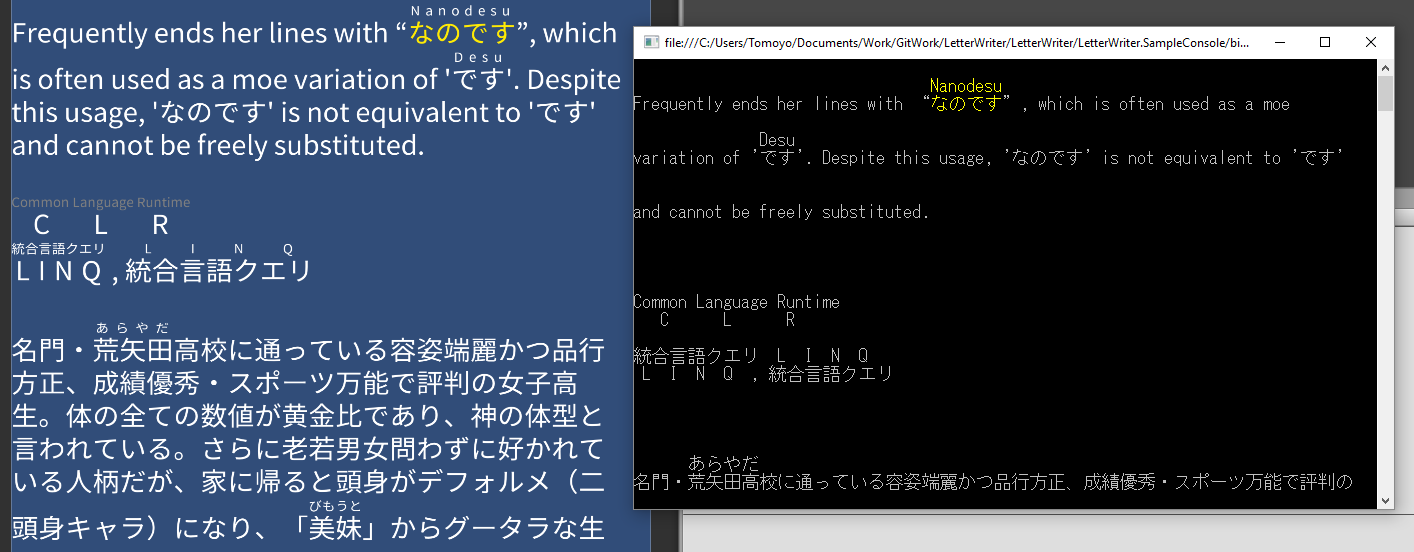 Nanodesu
Frequently ends her lines with “なのです”, which
Desu
is often used as a moe variation of 'です'. Despite
this usage, 'なのです' is not equivalent to 'です'
and cannot be freely substituted.
Common Language Runtime
C L R
統合言語クエリ L I N Q
L I N Q , 統合言語クエリ
あらやだ
名門・荒矢田高校に通っている容姿端麗かつ品行
方正、成績優秀・スポーツ万能で評判の女子高
生。体の全ての数値が黄金比であり、神の体型と
言われている。さらに老若男女問わずに好かれて
いる人柄だが、家に帰ると頭身がデフォルメ（二
びもうと
頭身キャラ）になり、「美妹」からグータラな生
file:///C:/Users/Tomoyo/Documents/Work/GitWork/LetterWriter/LetterWriter/LetterWriter.SampleConsole/bi...
Nanodesu
Frequently ends her lines with “なのです”, which is often used as a moe
Desu
variation of 'です'. Despite this usage, 'なのです' is not equivalent to 'です'
and cannot be freely substituted.
Common Language Runtime
C L R
統合言語クエリ L I N Q
L I N Q , 統合言語クエリ
あらやだ
名門・荒矢田高校に通っている容姿端麗かつ品行方正、成績優秀・スポーツ万能で評判の